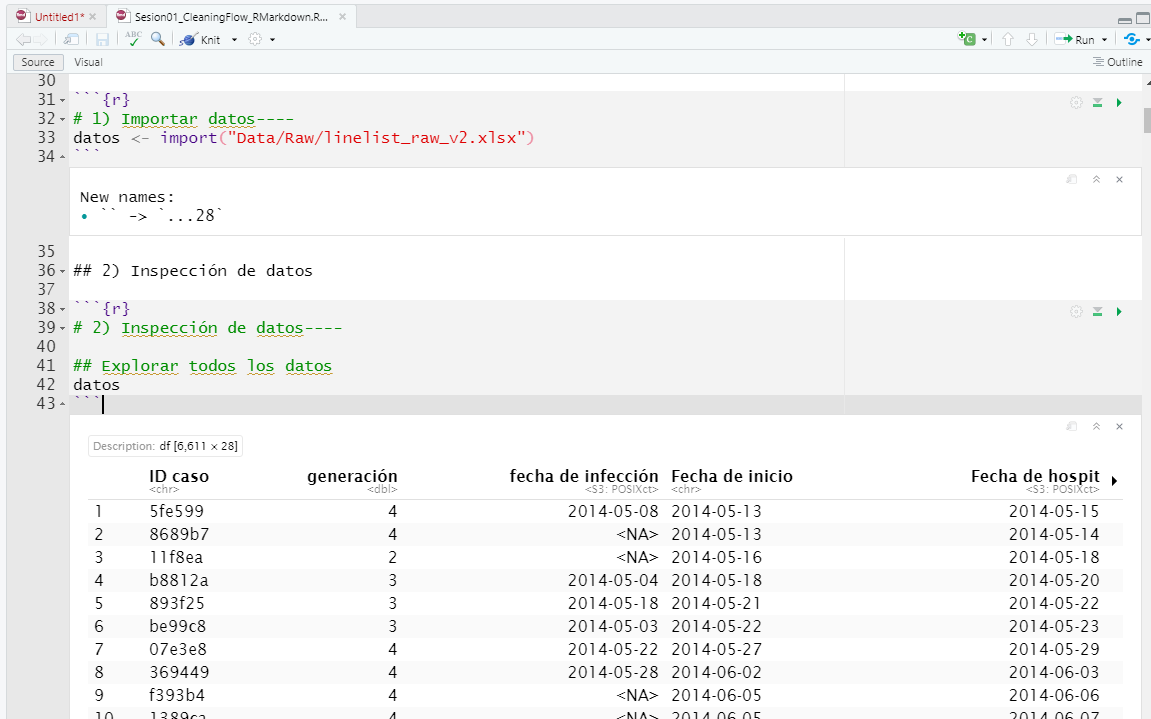 Untitled1* Sesion01_CleaningFlow_RMarkdown.R...
ABC Knit Run
Source Visual Outline
30
31 ```{r}
32 # 1) Importar datos----
33 datos <- import("Data/Raw/linelist_raw_v2.xlsx")
34 ```
New names:
• `` -> `...28`
35
36 ## 2) Inspección de datos
37
38 ```{r}
39 # 2) Inspección de datos----
40
41 ## Explorar todos los datos
42 datos
43 ```
Description: df [6,611 × 28]
ID caso generación fecha de infección Fecha de inicio Fecha de hospit
<chr> <dbl> <S3: POSIXct> <chr> <S3: POSIXct>
1 5fe599 4 2014-05-08 2014-05-13 2014-05-15
2 8689b7 4 <NA> 2014-05-13 2014-05-14
3 11f8ea 2 <NA> 2014-05-16 2014-05-18
4 b8812a 3 2014-05-04 2014-05-18 2014-05-20
5 893f25 3 2014-05-18 2014-05-21 2014-05-22
6 be99c8 3 2014-05-03 2014-05-22 2014-05-23
7 07e3e8 4 2014-05-22 2014-05-27 2014-05-29
8 369449 4 2014-05-28 2014-06-02 2014-06-03
9 f393b4 4 <NA> 2014-06-05 2014-06-06
10 1389ca 4 <NA> 2014-06-05 2014-06-07